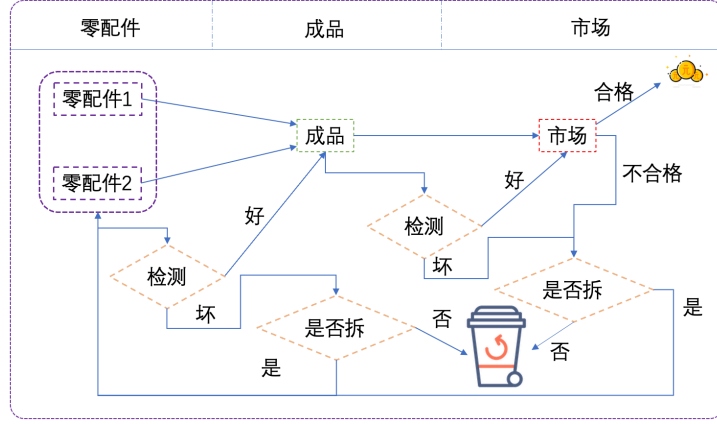 零配件
成品
市场
零配件1
合格
成品
市场
零配件2
不合格
好
好
检测
检测
坏
是否拆
坏
是否拆
否
是
否
是